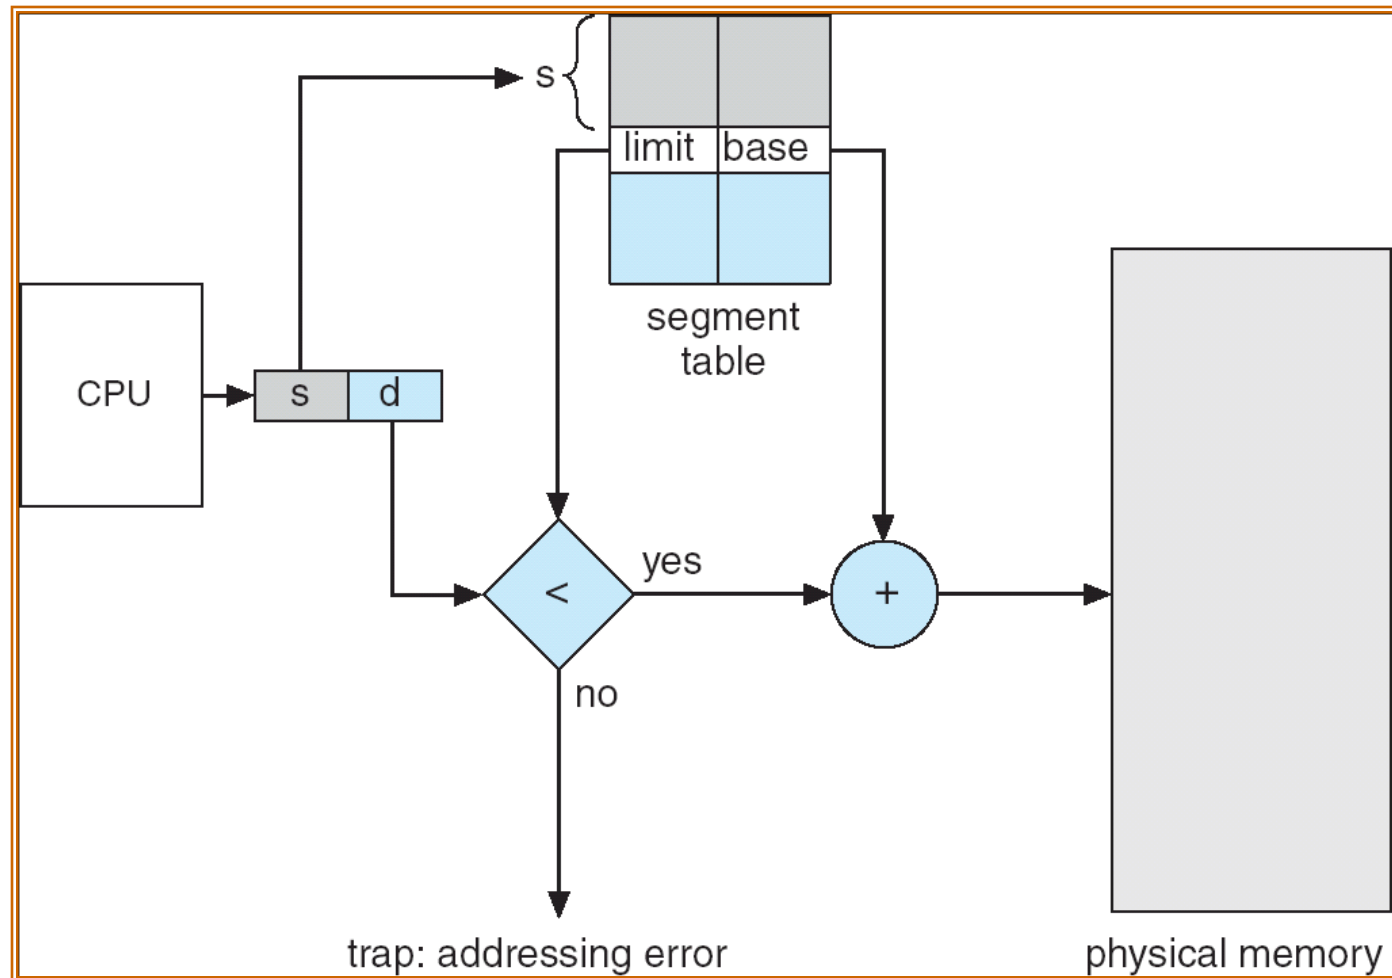 s
limit base
segment
table
CPU
s d
<
yes
+
no
trap: addressing error
physical memory